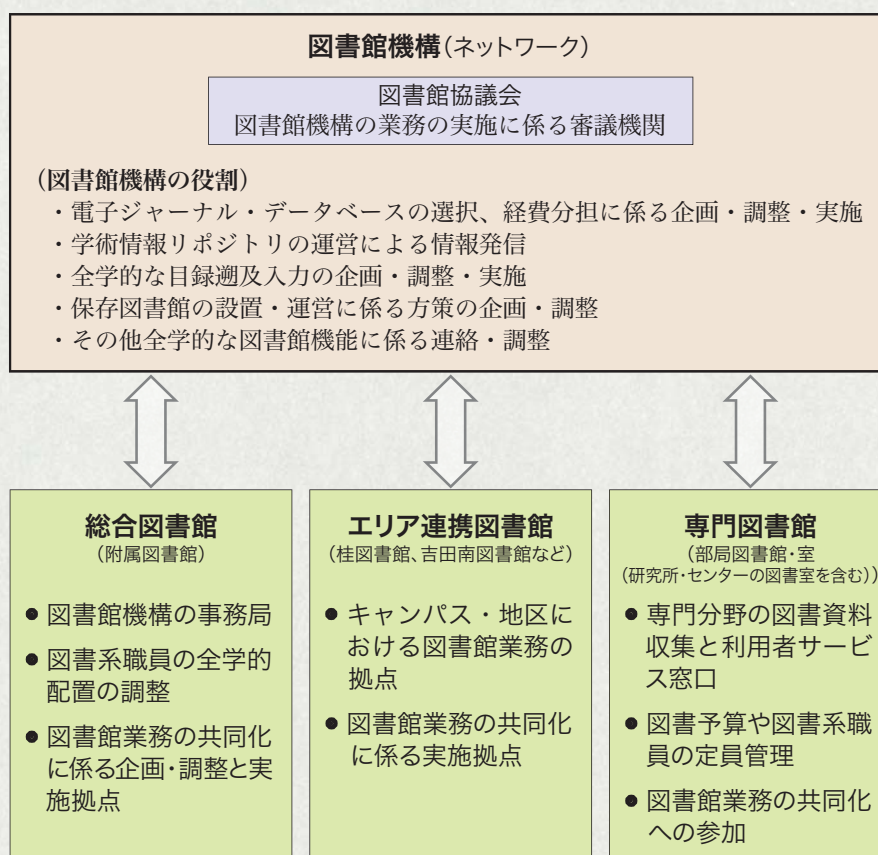 図書館機構(ネットワーク)
図書館協議会
図書館機構の業務の実施に係る審議機関
(図書館機構の役割)
・電子ジャーナル・データベースの選択、経費分担に係る企画・調整・実施
・学術情報リポジトリの運営による情報発信
・全学的な目録遡及入力の企画・調整・実施
・保存図書館の設置・運営に係る方策の企画・調整
・その他全学的な図書館機能に係る連絡・調整
総合図書館
(附属図書館)
● 図書館機構の事務局
● 図書系職員の全学的
配置の調整
● 図書館業務の共同化
に係る企画・調整と実
施拠点
エリア連携図書館
(桂図書館、吉田南図書館など)
● キャンパス・地区に
おける図書館業務の
拠点
● 図書館業務の共同化
に係る実施拠点
専門図書館
(部局図書館・室
(研究所・センターの図書室を含む))
● 専門分野の図書資料
収集と利用者サービ
ス窓口
● 図書予算や図書系職
員の定員管理
● 図書館業務の共同化
への参加